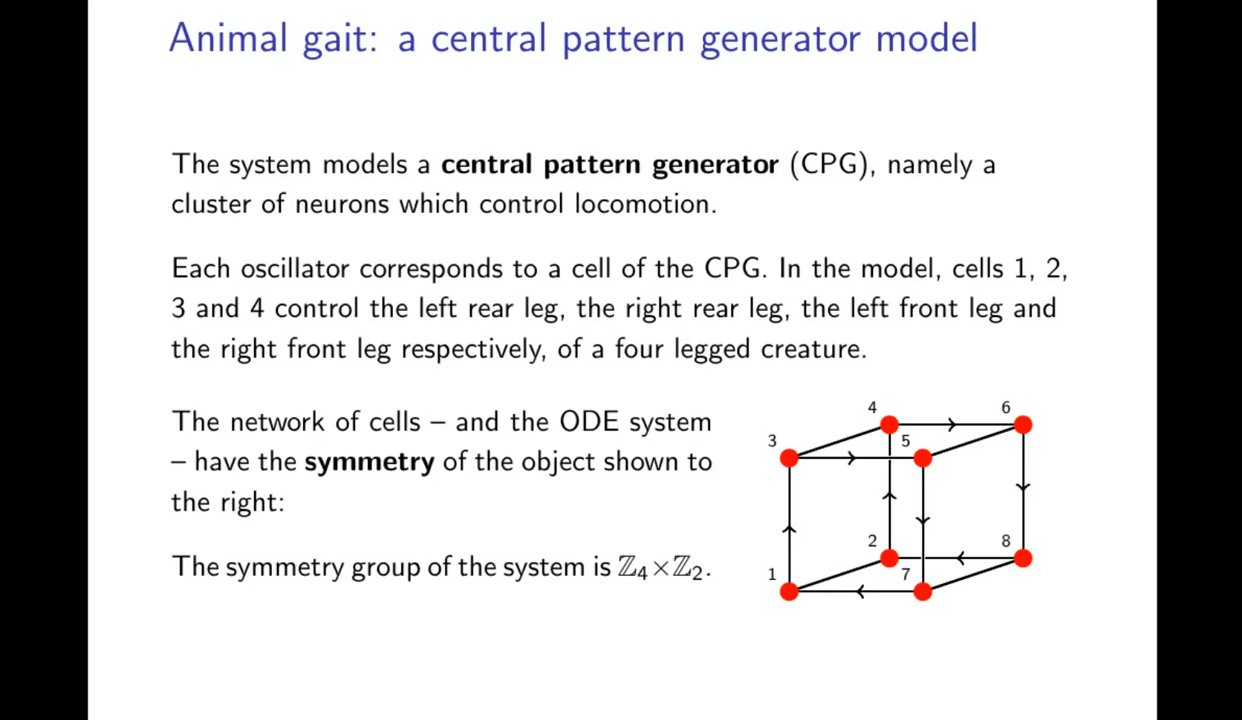 Animal gait: a central pattern generator model
The system models a central pattern generator (CPG), namely a
cluster of neurons which control locomotion.
Each oscillator corresponds to a cell of the CPG. In the model, cells 1, 2,
3 and 4 control the left rear leg, the right rear leg, the left front leg and
the right front leg respectively, of a four legged creature.
The network of cells – and the ODE system
– have the symmetry of the object shown to
the right:
The symmetry group of the system is ℤ₄×ℤ₂.
4 6
3 5
2 8
1 7